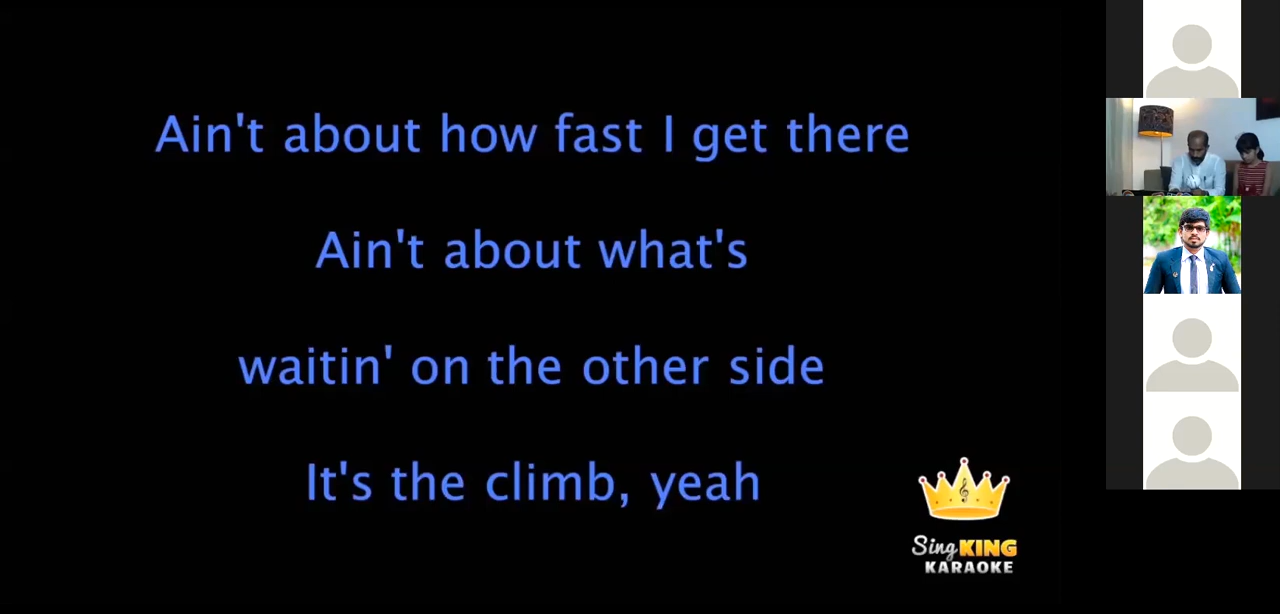 Ain't about how fast I get there
Ain't about what's
waitin' on the other side
It's the climb, yeah
Sing KING
KARAOKE